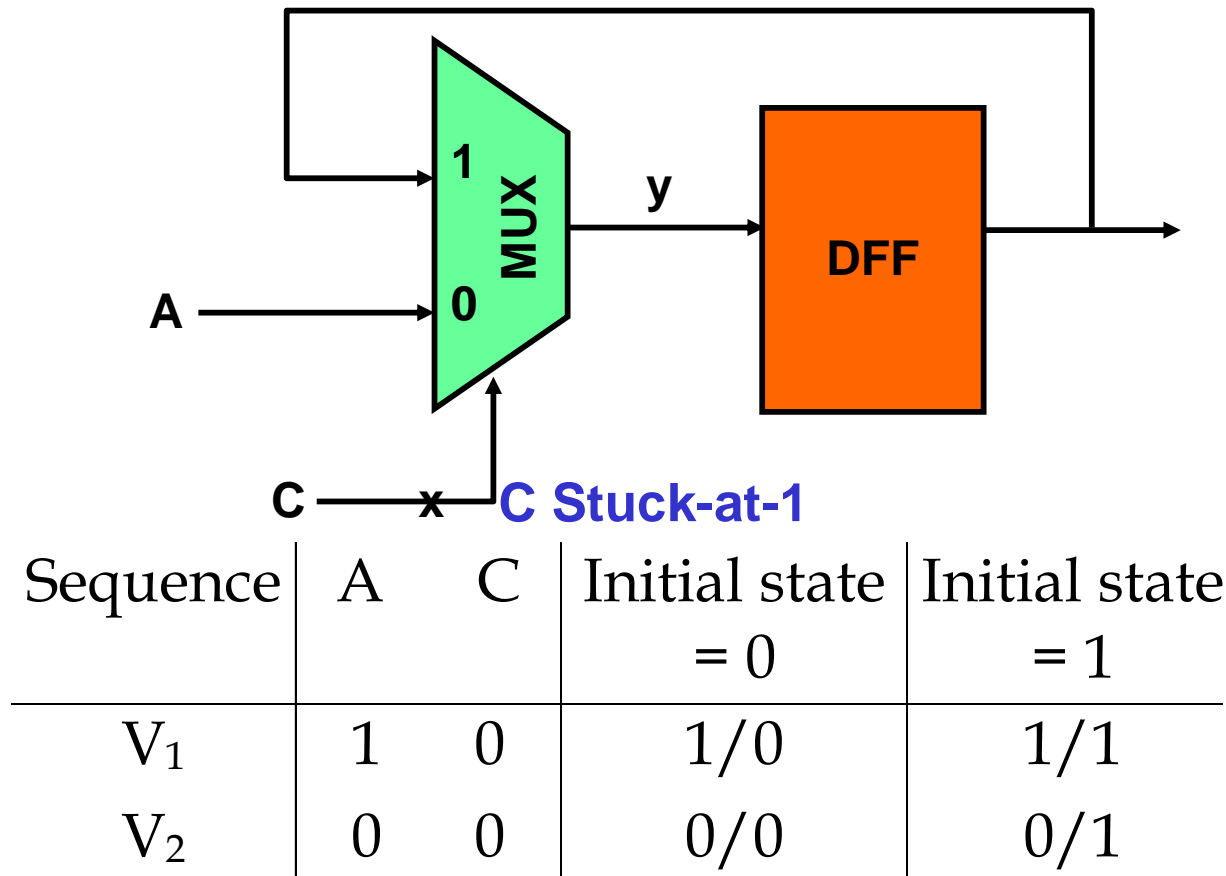 1
MUX
y
DFF
A
0
C
x
C Stuck-at-1
Sequence A C Initial state Initial state
= 0 = 1
V₁ 1 0 1/0 1/1
V₂ 0 0 0/0 0/1